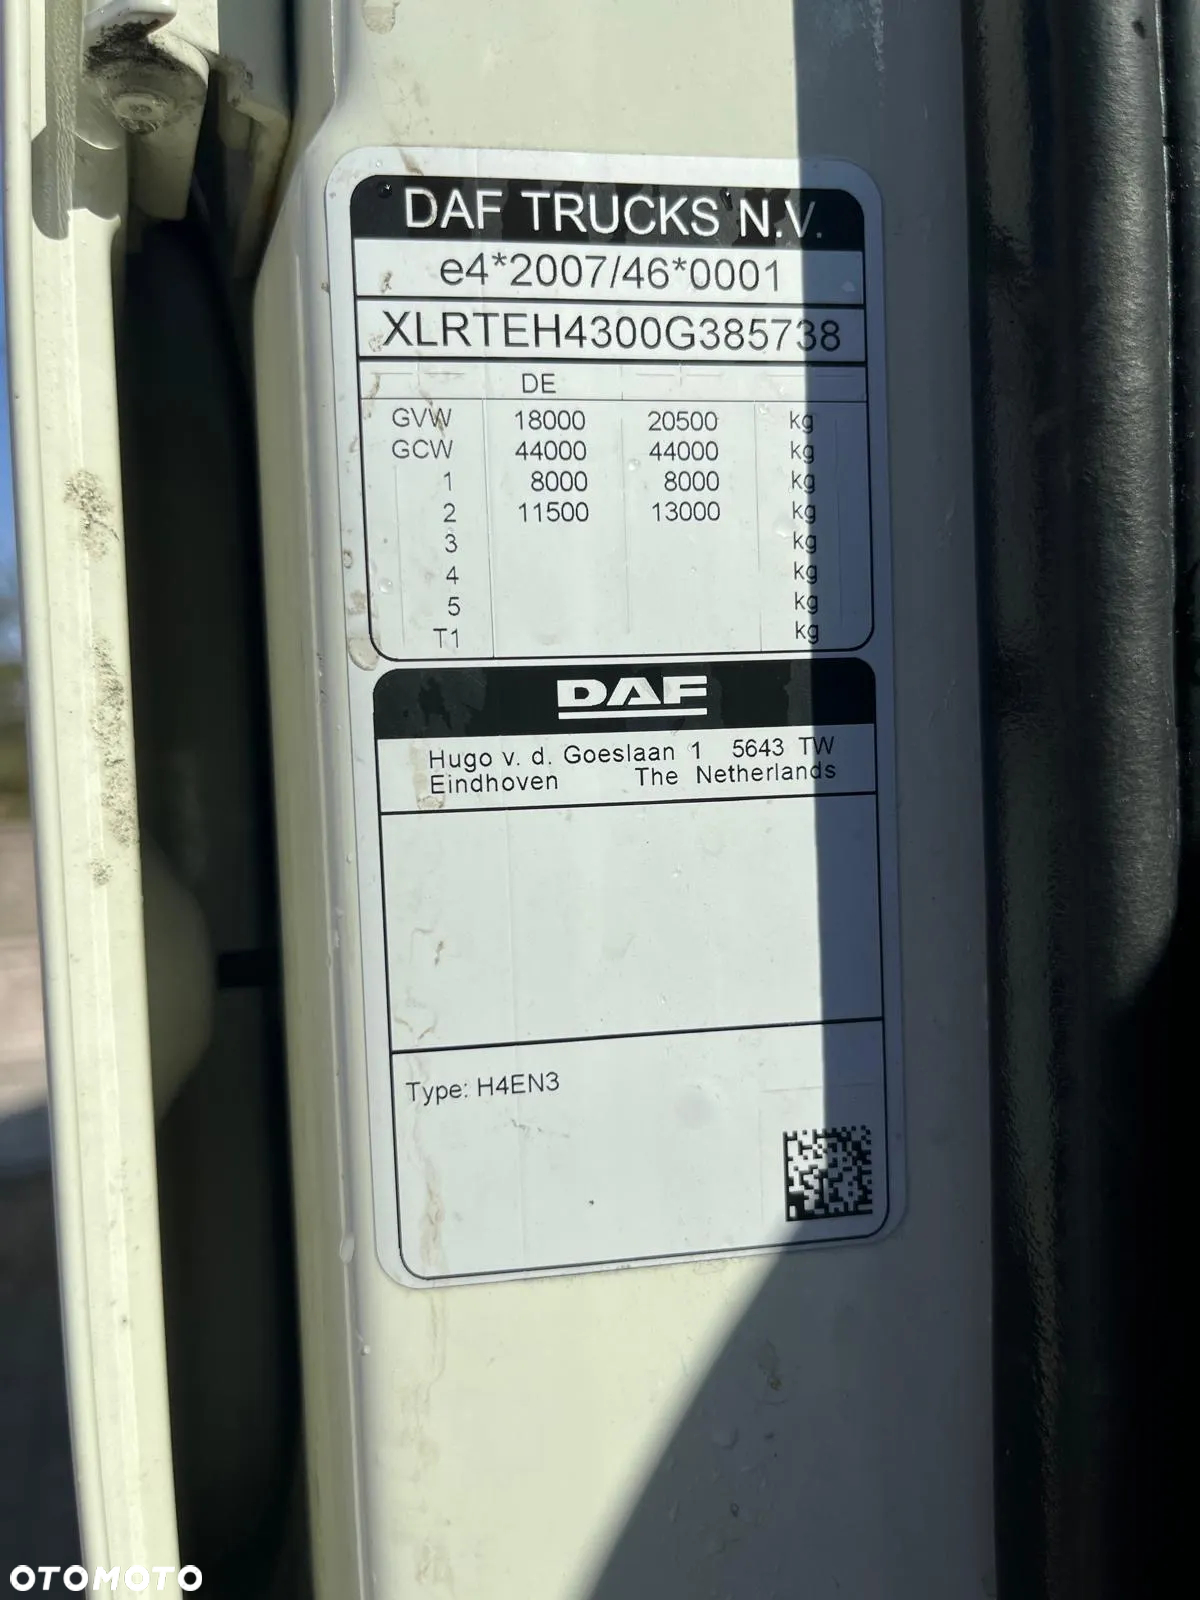 DAF TRUCKS N.V.
e4*2007/46*0001
XLRTEH4300G385738
DE
GVW 18000 20500 kg
GCW 44000 44000 kg
1 8000 8000 kg
2 11500 13000 kg
3 kg
4 kg
5 kg
T1 kg
DAF
Hugo v. d. Goeslaan 1 5643 TW
Eindhoven The Netherlands
Type: H4EN3
OTOMOTO